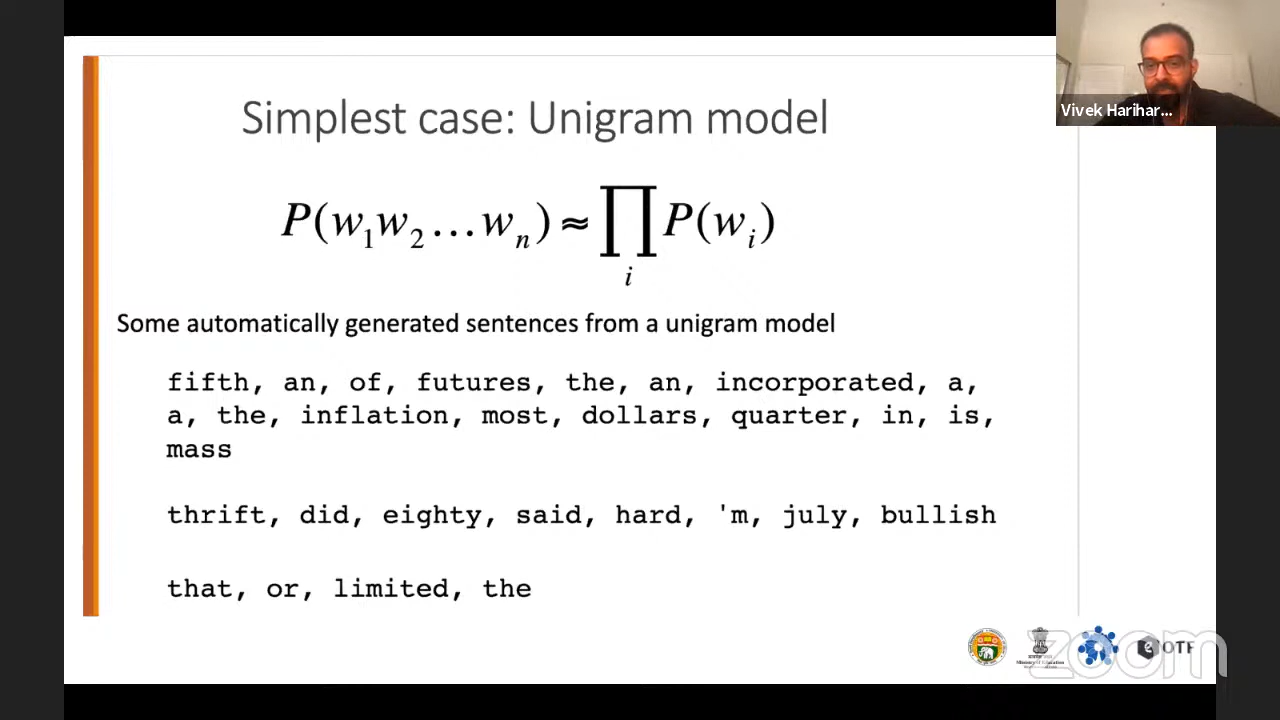 Simplest case: Unigram model
Vivek Harihar...
P(w₁w₂...wₙ) ≈ ∏ᵢ P(wᵢ)
Some automatically generated sentences from a unigram model
fifth, an, of, futures, the, an, incorporated, a,
a, the, inflation, most, dollars, quarter, in, is,
mass
thrift, did, eighty, said, hard, 'm, july, bullish
that, or, limited, the
zoom